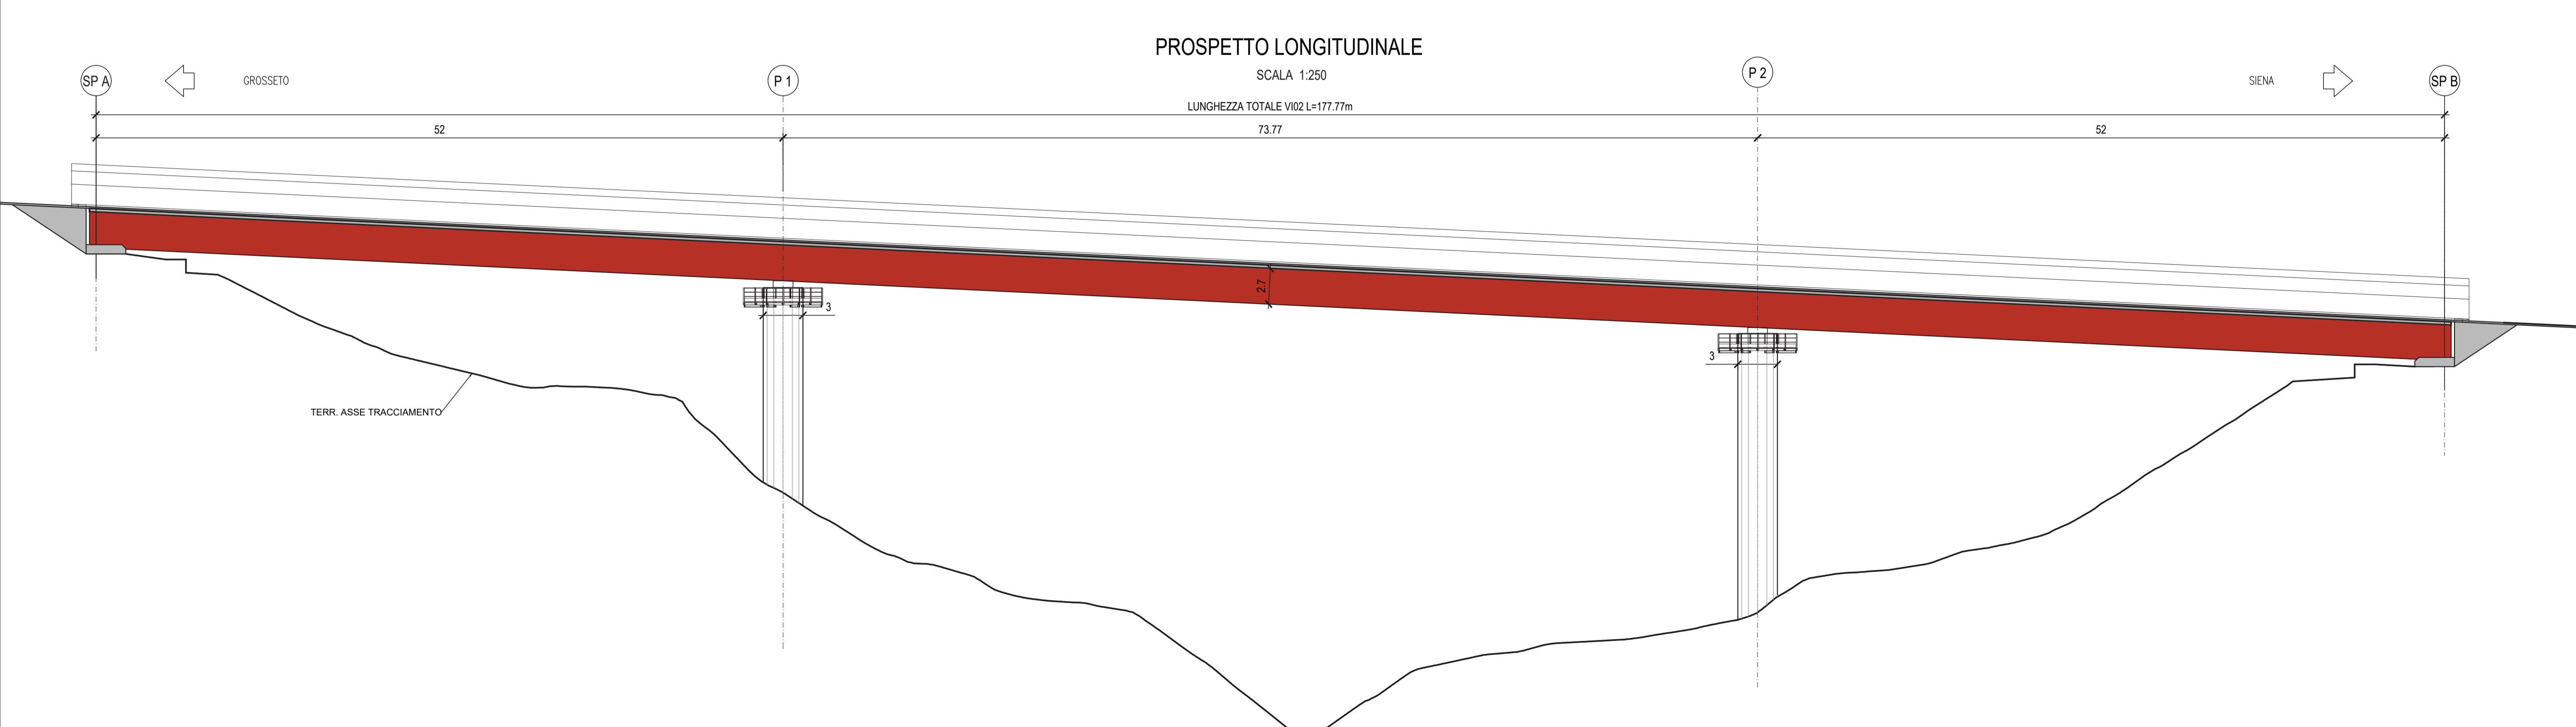 PROSPETTO LONGITUDINALE
SCALA 1:250
SP A
GROSSETO
P 1
P 2
SIENA
SP B
LUNGHEZZA TOTALE VI02 L=177.77m
52
73.77
52
2.7
3
3
TERR. ASSE TRACCIAMENTO